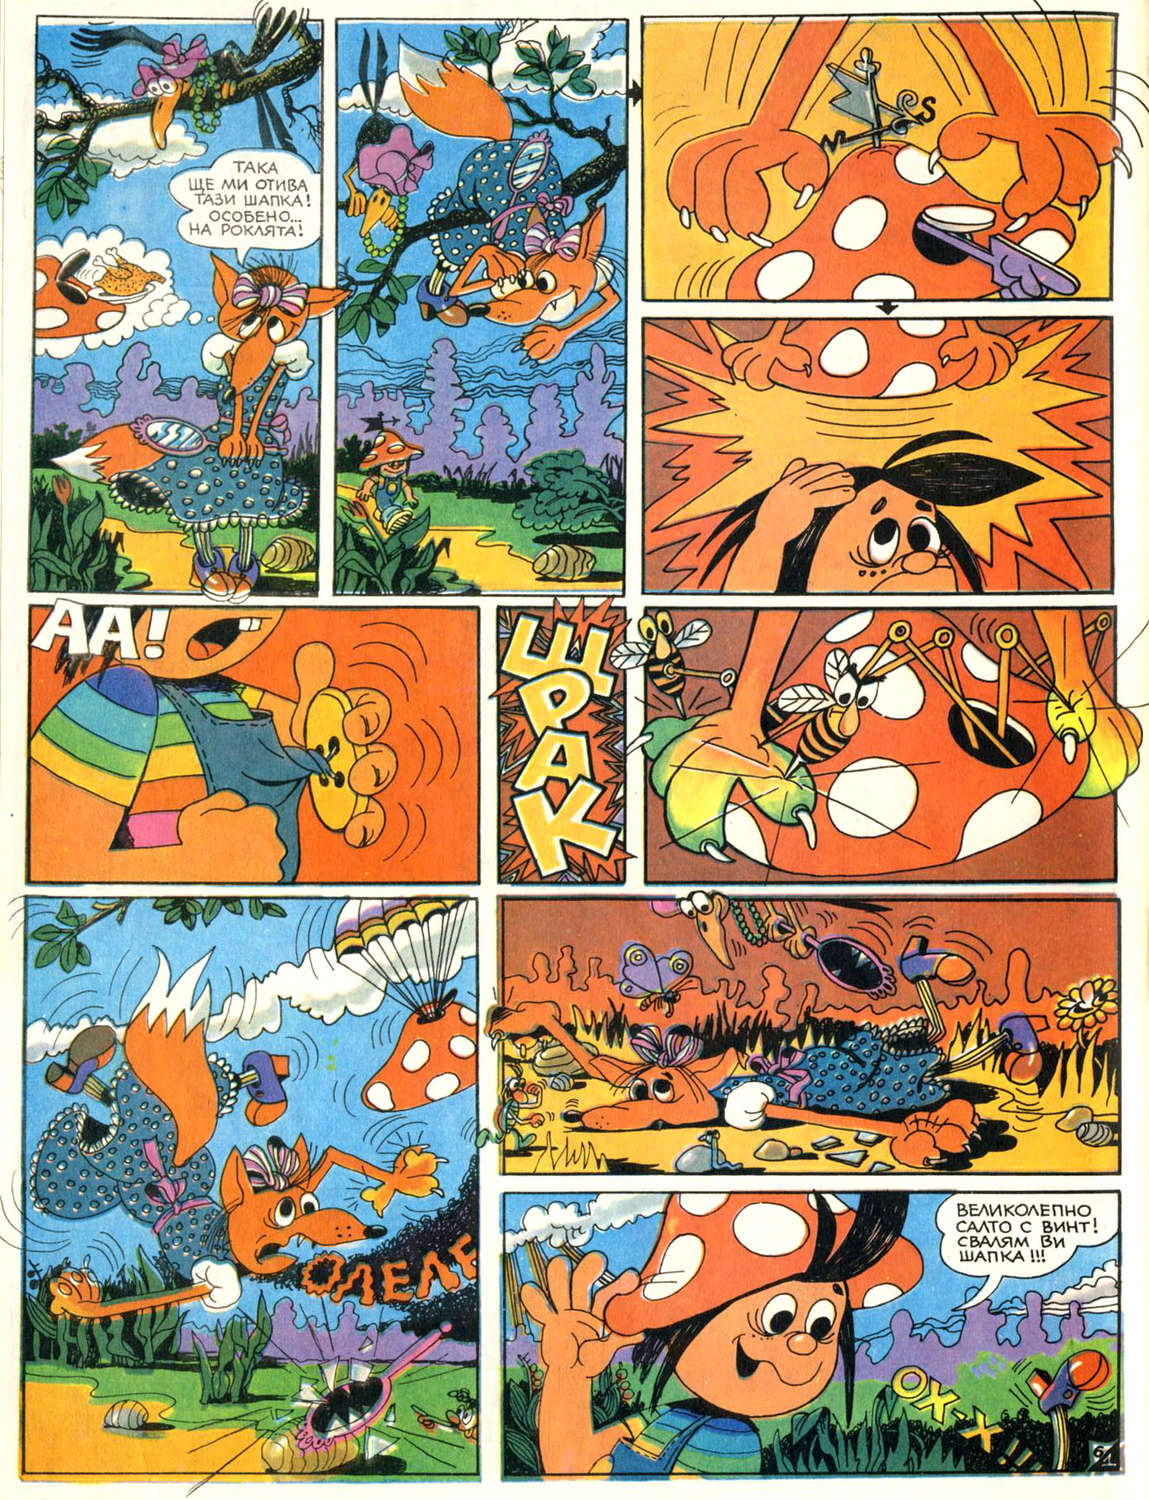 ТАКА
ЩЕ МИ ОТИВА
ТАЗИ ШАПКА!
ОСОБЕНО...
НА РОКЛЯТА!
S
АА!
ЩРАК
ОЛЕЛЕ
ВЕЛИКОЛЕПНО
САЛТО С ВИНТ!
СВАЛЯМ ВИ
ШАПКА!!!
ОХ-Х!!!